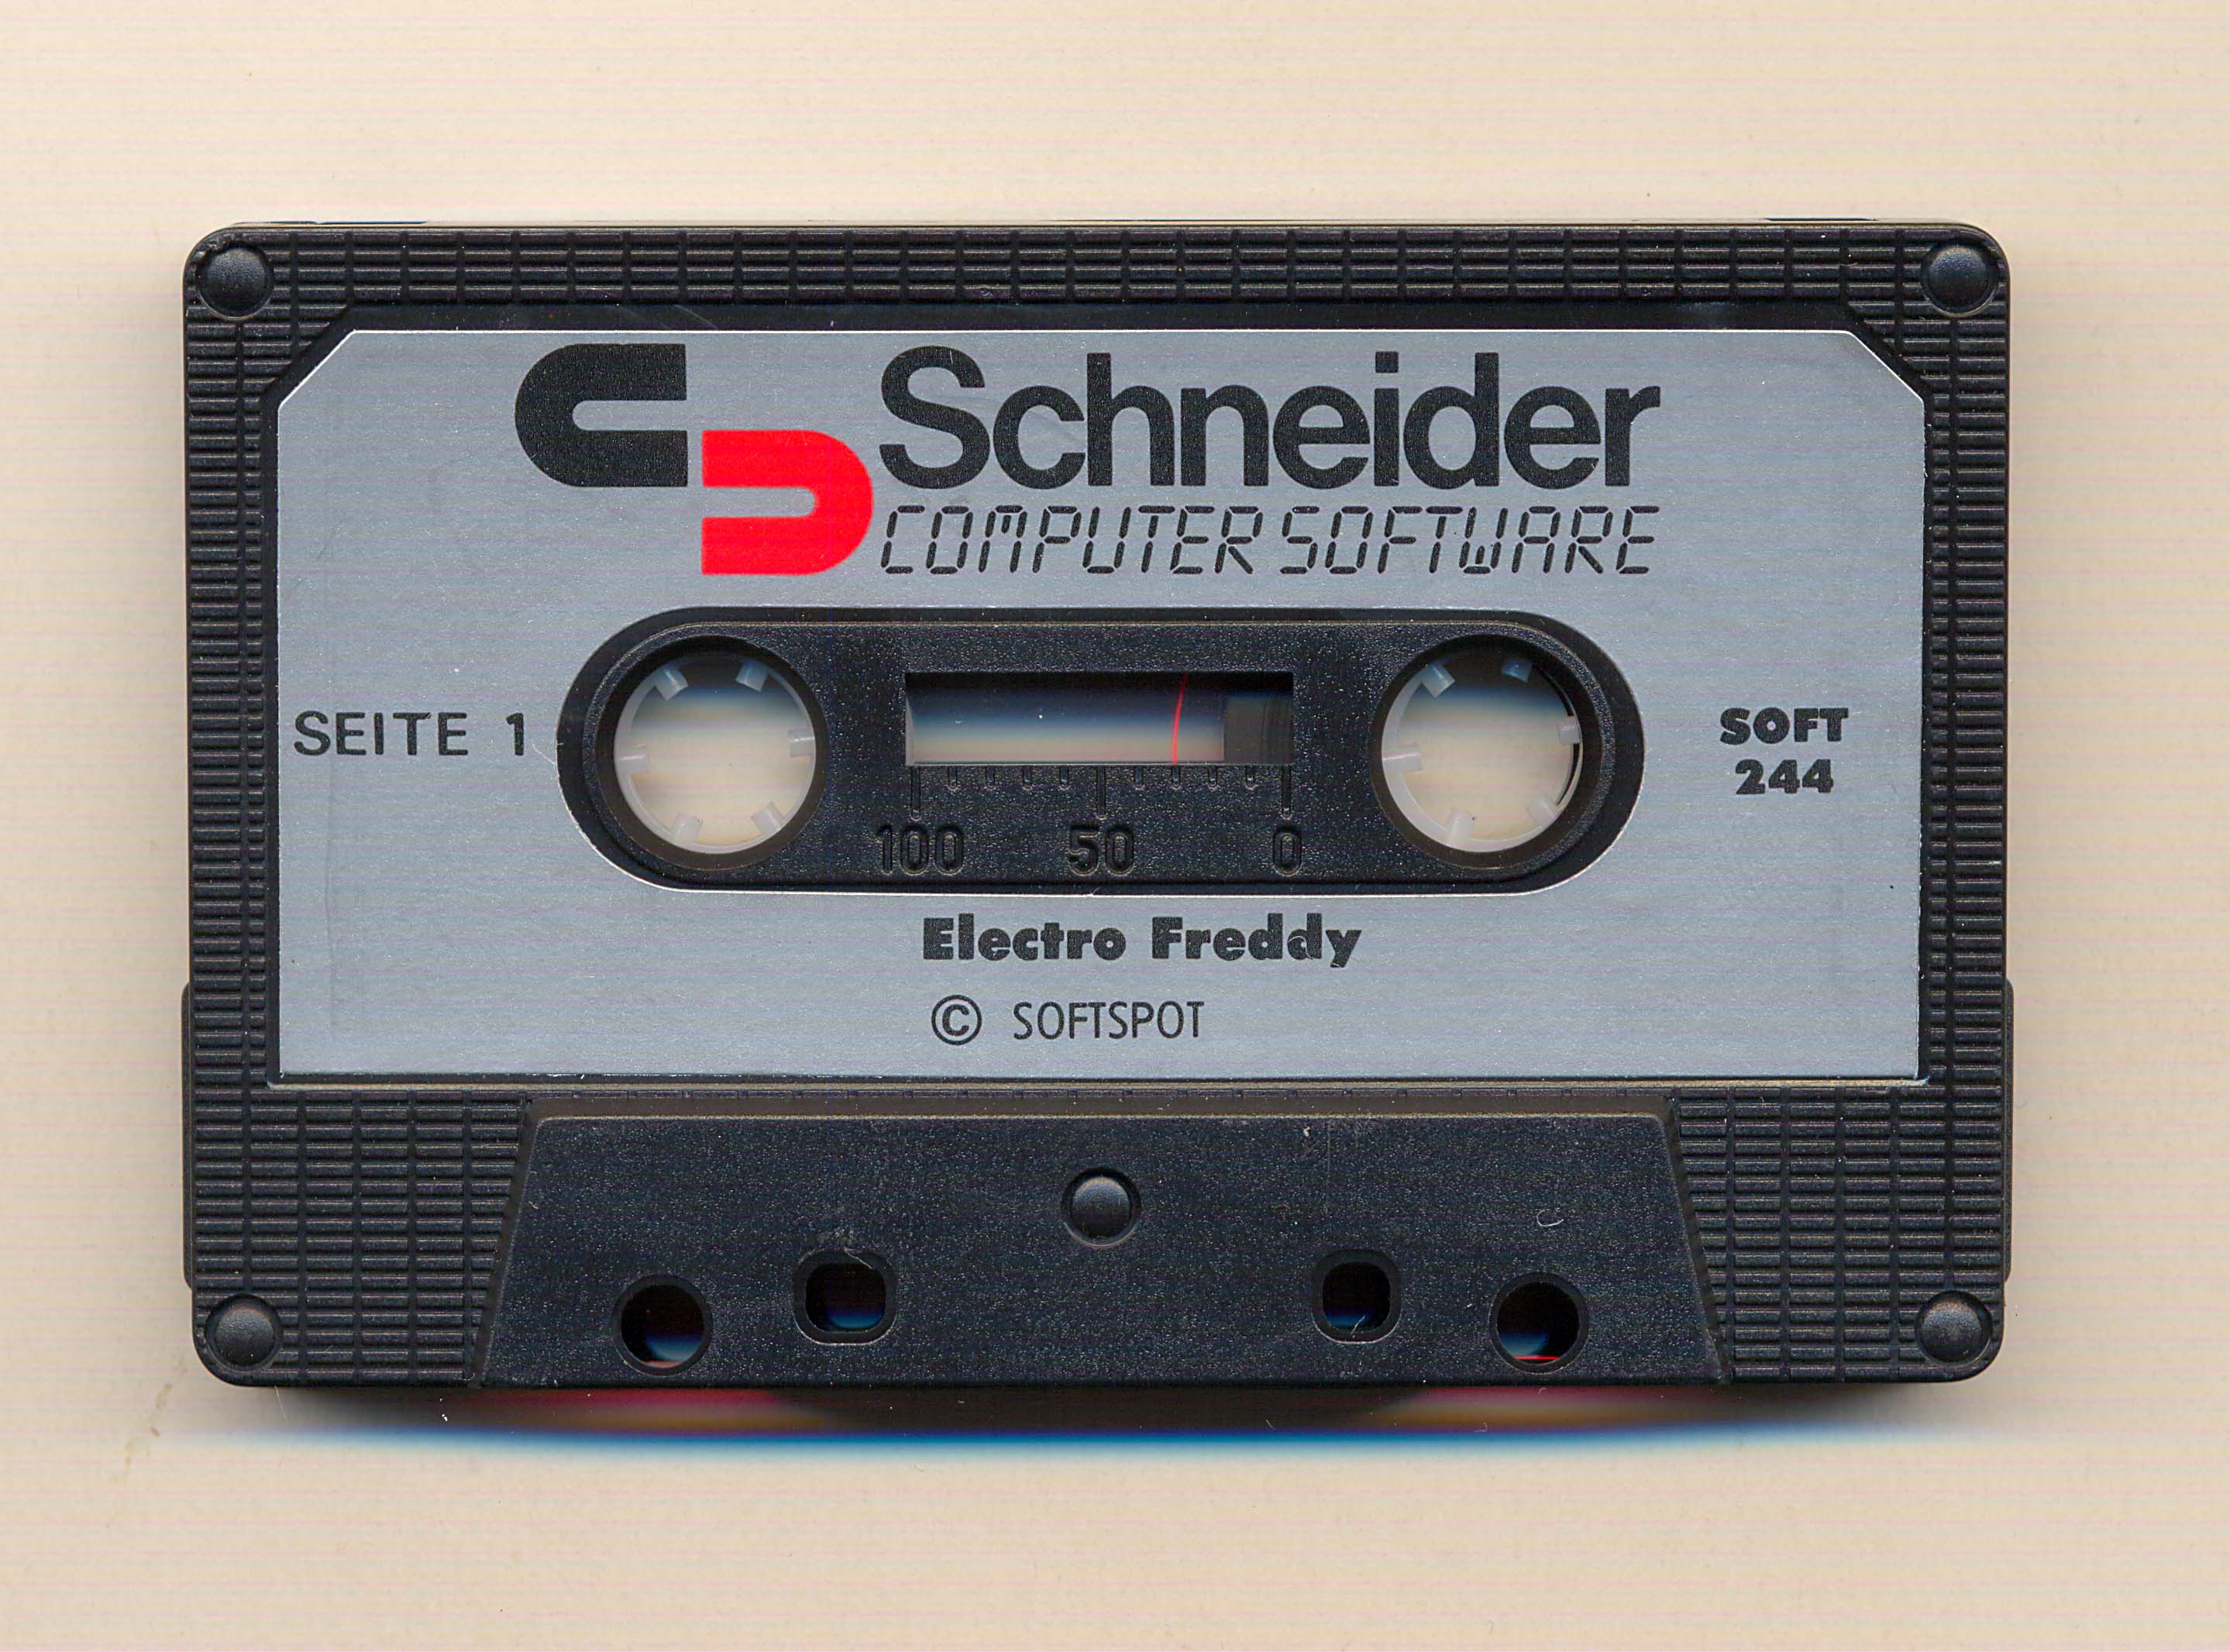 Schneider
COMPUTER SOFTWARE
SEITE 1
SOFT
244
100 50 0
Electro Freddy
© SOFTSPOT